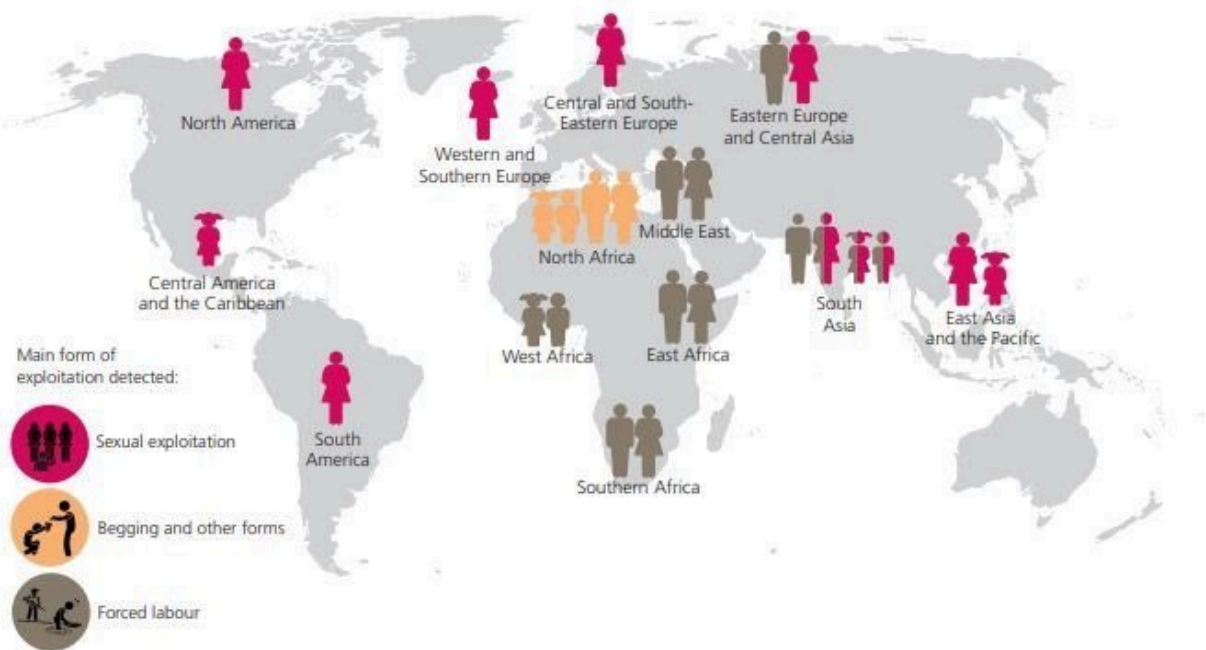 North America
Central and South-
Eastern Europe
Eastern Europe
and Central Asia
Western and
Southern Europe
Middle East
North Africa
Central America
and the Caribbean
South
Asia
East Asia
and the Pacific
West Africa
East Africa
Main form of
exploitation detected:
Sexual exploitation
South
America
Southern Africa
Begging and other forms
Forced labour